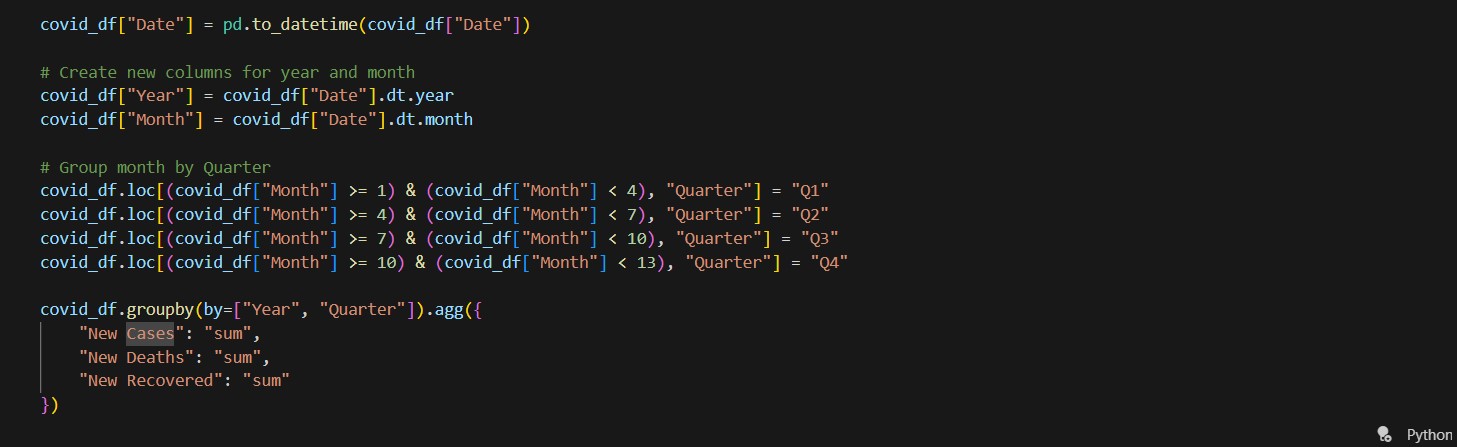 covid_df["Date"] = pd.to_datetime(covid_df["Date"])
# Create new columns for year and month
covid_df["Year"] = covid_df["Date"].dt.year
covid_df["Month"] = covid_df["Date"].dt.month
# Group month by Quarter
covid_df.loc[(covid_df["Month"] >= 1) & (covid_df["Month"] < 4), "Quarter"] = "Q1"
covid_df.loc[(covid_df["Month"] >= 4) & (covid_df["Month"] < 7), "Quarter"] = "Q2"
covid_df.loc[(covid_df["Month"] >= 7) & (covid_df["Month"] < 10), "Quarter"] = "Q3"
covid_df.loc[(covid_df["Month"] >= 10) & (covid_df["Month"] < 13), "Quarter"] = "Q4"
covid_df.groupby(by=["Year", "Quarter"]).agg({
    "New Cases": "sum",
    "New Deaths": "sum",
    "New Recovered": "sum"
})
Python